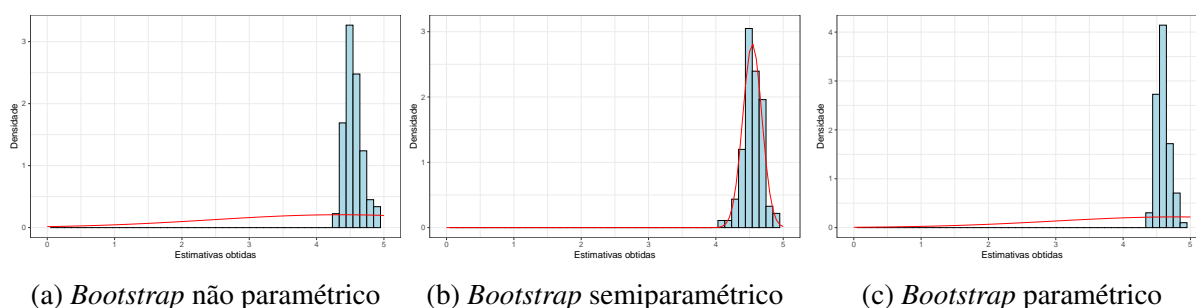 Densidade
3
2
1
0
0 1 2 3 4 5
Estimativas obtidas
(a) Bootstrap não paramétrico
Densidade
3
2
1
0
0 1 2 3 4 5
Estimativas obtidas
(b) Bootstrap semiparamétrico
Densidade
4
3
2
1
0
0 1 2 3 4 5
Estimativas obtidas
(c) Bootstrap paramétrico